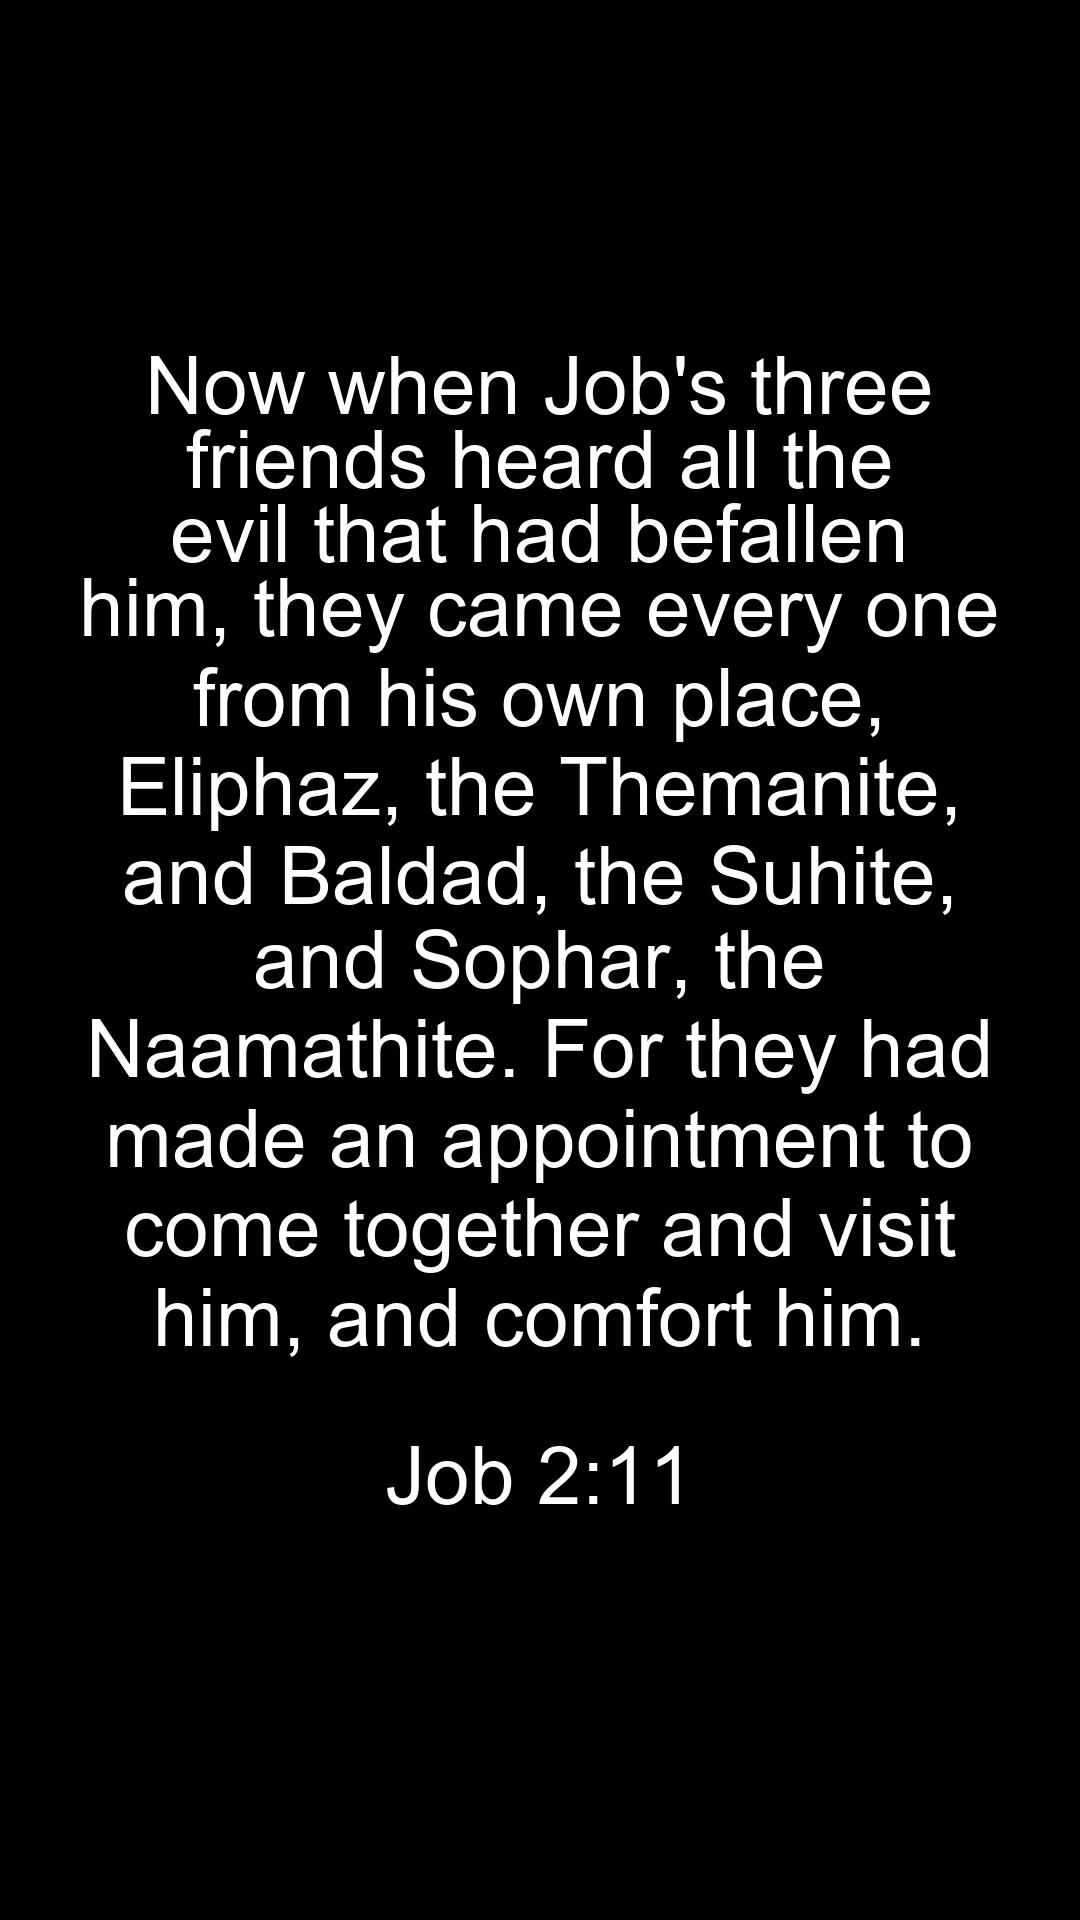 Now when Job's three
friends heard all the
evil that had befallen
him, they came every one
from his own place,
Eliphaz, the Themanite,
and Baldad, the Suhite,
and Sophar, the
Naamathite. For they had
made an appointment to
come together and visit
him, and comfort him.
Job 2:11